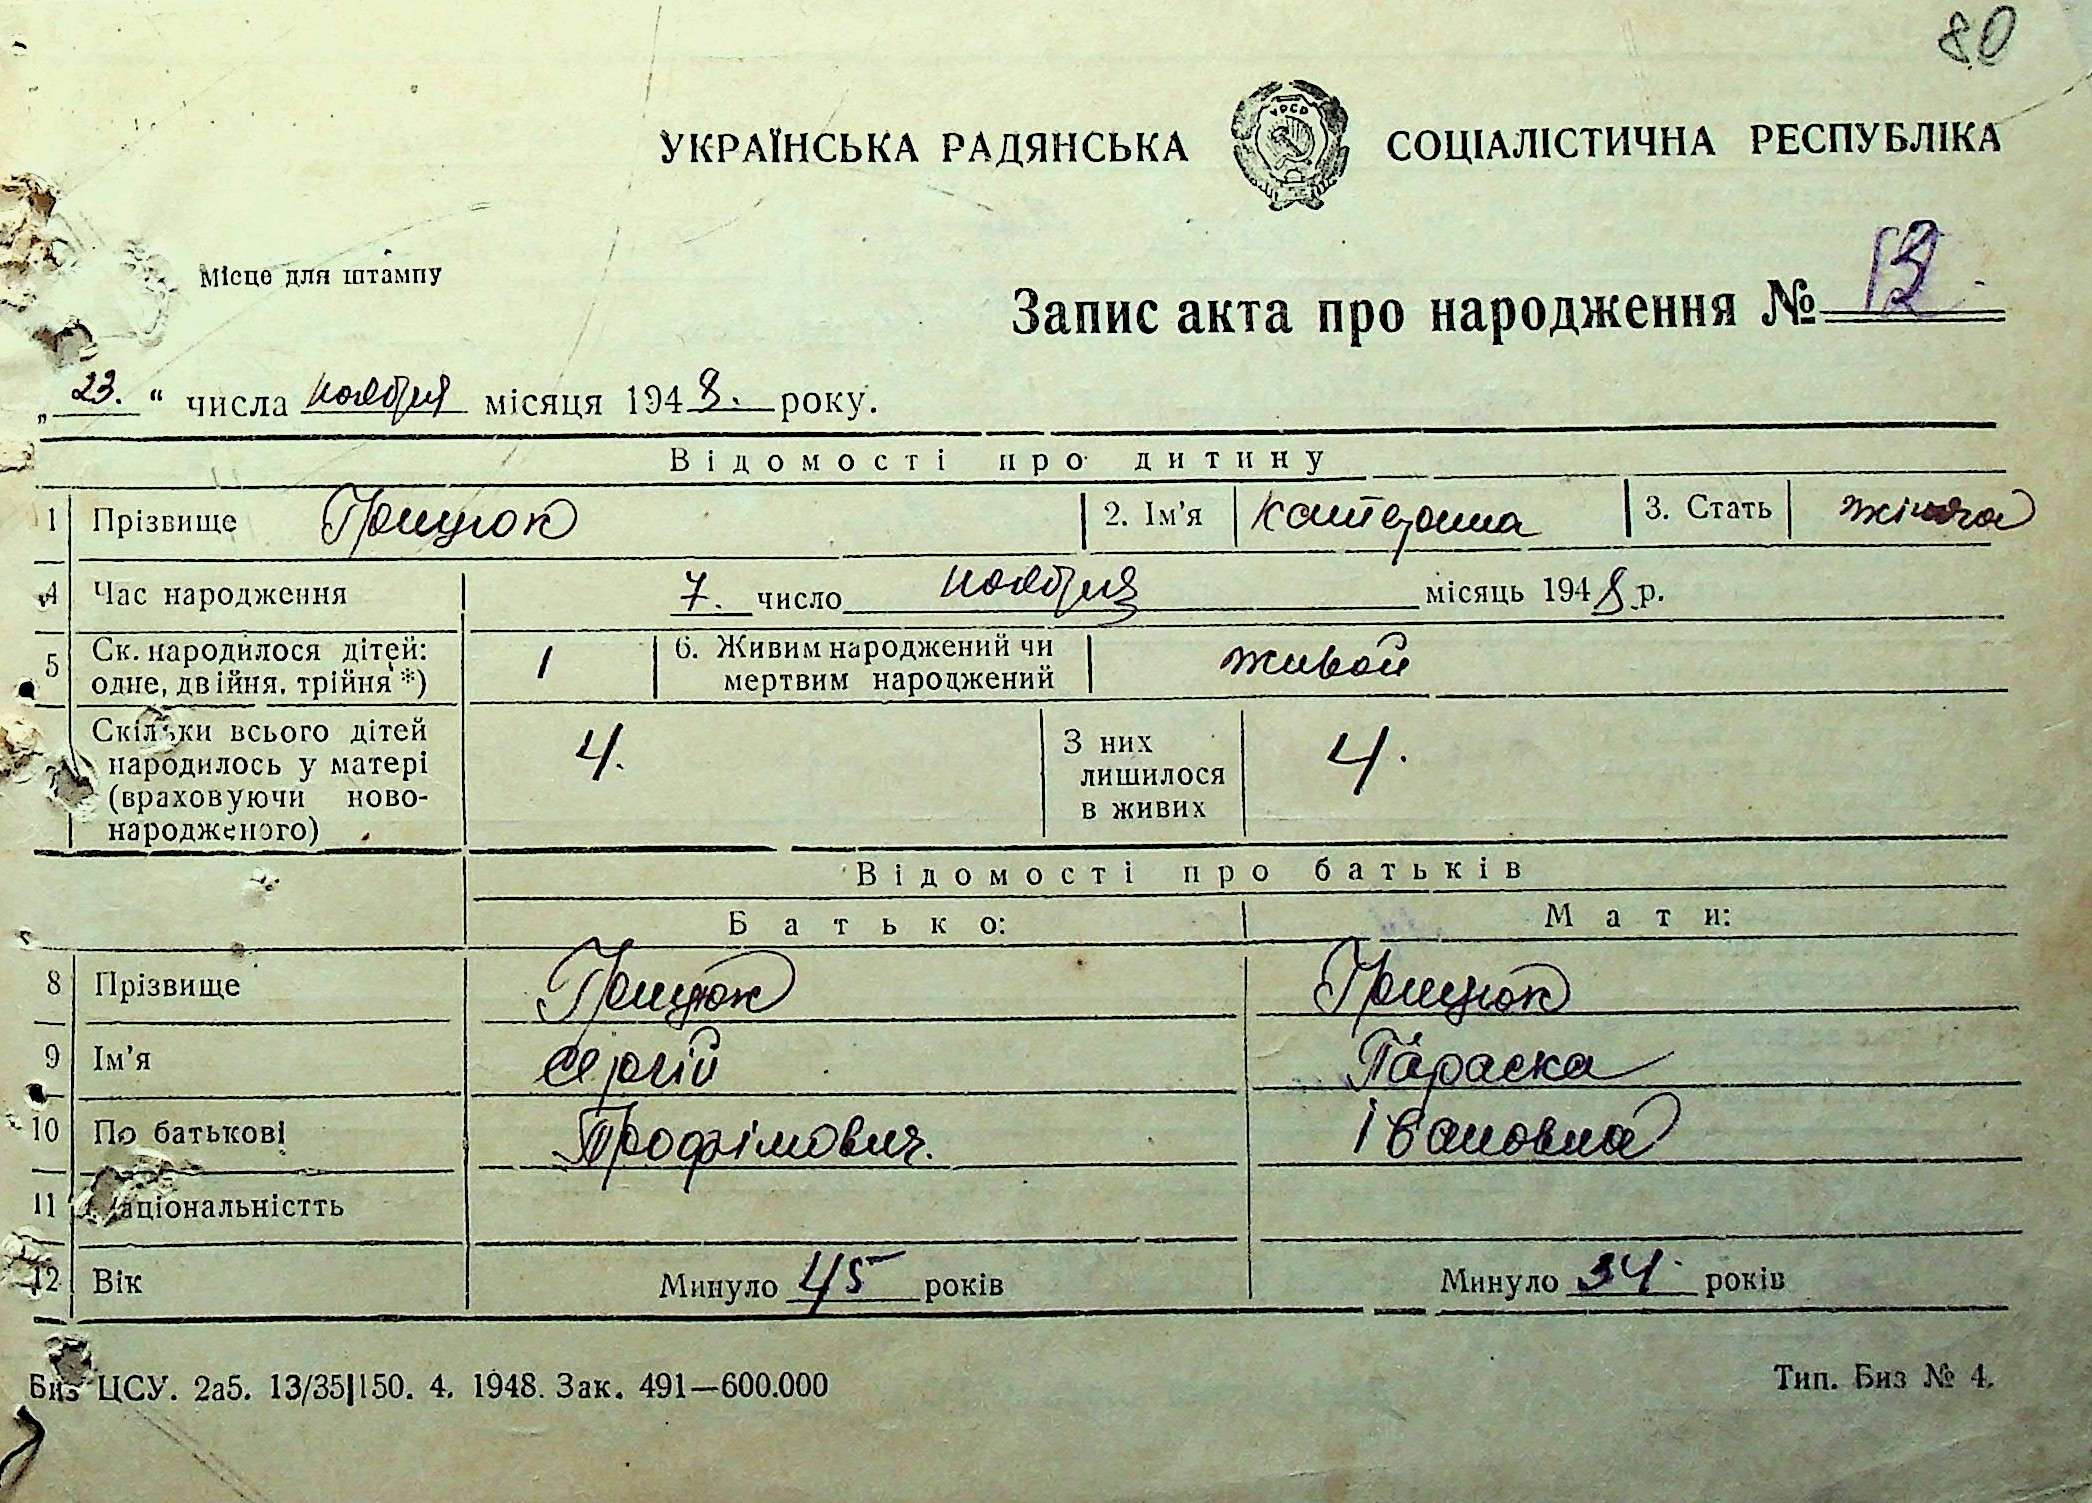 80
УКРАЇНСЬКА РАДЯНСЬКА СОЦІАЛІСТИЧНА РЕСПУБЛІКА
УРСР
Місце для штампу
Запис акта про народження №
„23." числа ноября місяця 1948. року.
Відомості про дитину
1 Прізвище Грицюк 2. Ім'я Катерина 3. Стать жіноча
4 Час народження 7. число ноября місяць 1948 р.
5 Ск. народилося дітей: одне, двійня, трійня*) 1 6. Живим народжений чи мертвим народжений живой
7 Скільки всього дітей народилось у матері (враховуючи новонародженого) 4. З них лишилося в живих 4.
Відомості про батьків
Батько: Мати:
8 Прізвище Грицюк Грицюк
9 Ім'я Сергій Параска
10 По батькові Трофімович. Івановна
11 Національністть
12 Вік Минуло 45 років Минуло 34 років
Биз ЦСУ. 2а5. 13/35|150. 4. 1948. Зак. 491—600.000 Тип. Биз № 4.